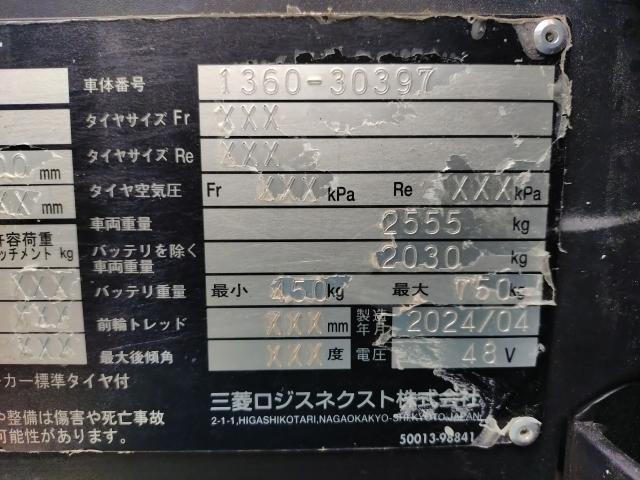 車体番号 1360-30397
タイヤサイズ Fr XXX
タイヤサイズ Re XXX
mm
タイヤ空気圧 Fr XXX kPa Re XXX kPa
mm
車両重量 2555 kg
許容荷重
ッチメント kg
バッテリを除く
車両重量 2030 kg
XXX バッテリ重量 最小 450 kg 最大 750 kg
XXX 前輪トレッド XXX mm 製造年月 2024/04
XXX 最大後傾角 XXX 度 電圧 48 V
カー標準タイヤ付
三菱ロジスネクスト株式会社
2-1-1,HIGASHIKOTARI,NAGAOKAKYO-SHI,KYOTO,JAPAN
や整備は傷害や死亡事故
可能性があります。
50013-98841